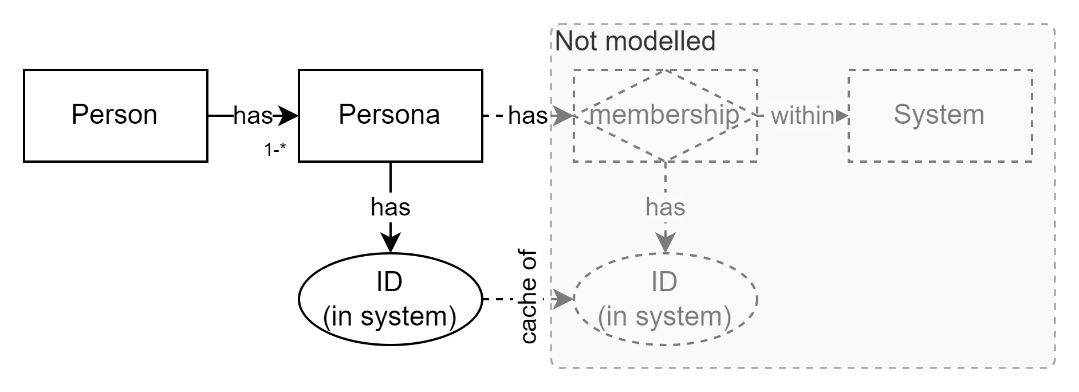 Not modelled
Person
has
1-*
Persona
has
membership
within
System
has
has
ID
(in system)
cache of
ID
(in system)